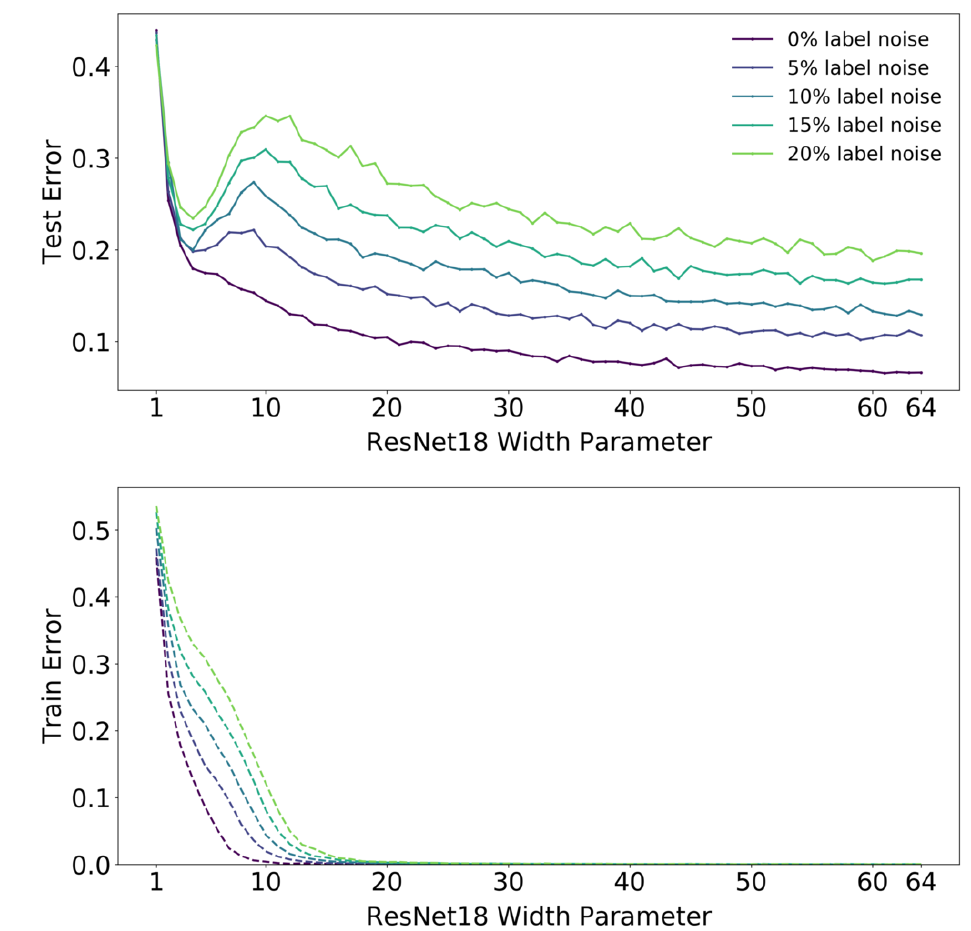 0.4
0.3
0.2
0.1
Test Error
0% label noise
5% label noise
10% label noise
15% label noise
20% label noise
1 10 20 30 40 50 60 64
ResNet18 Width Parameter
0.5
0.4
0.3
0.2
0.1
0.0
Train Error
1 10 20 30 40 50 60 64
ResNet18 Width Parameter